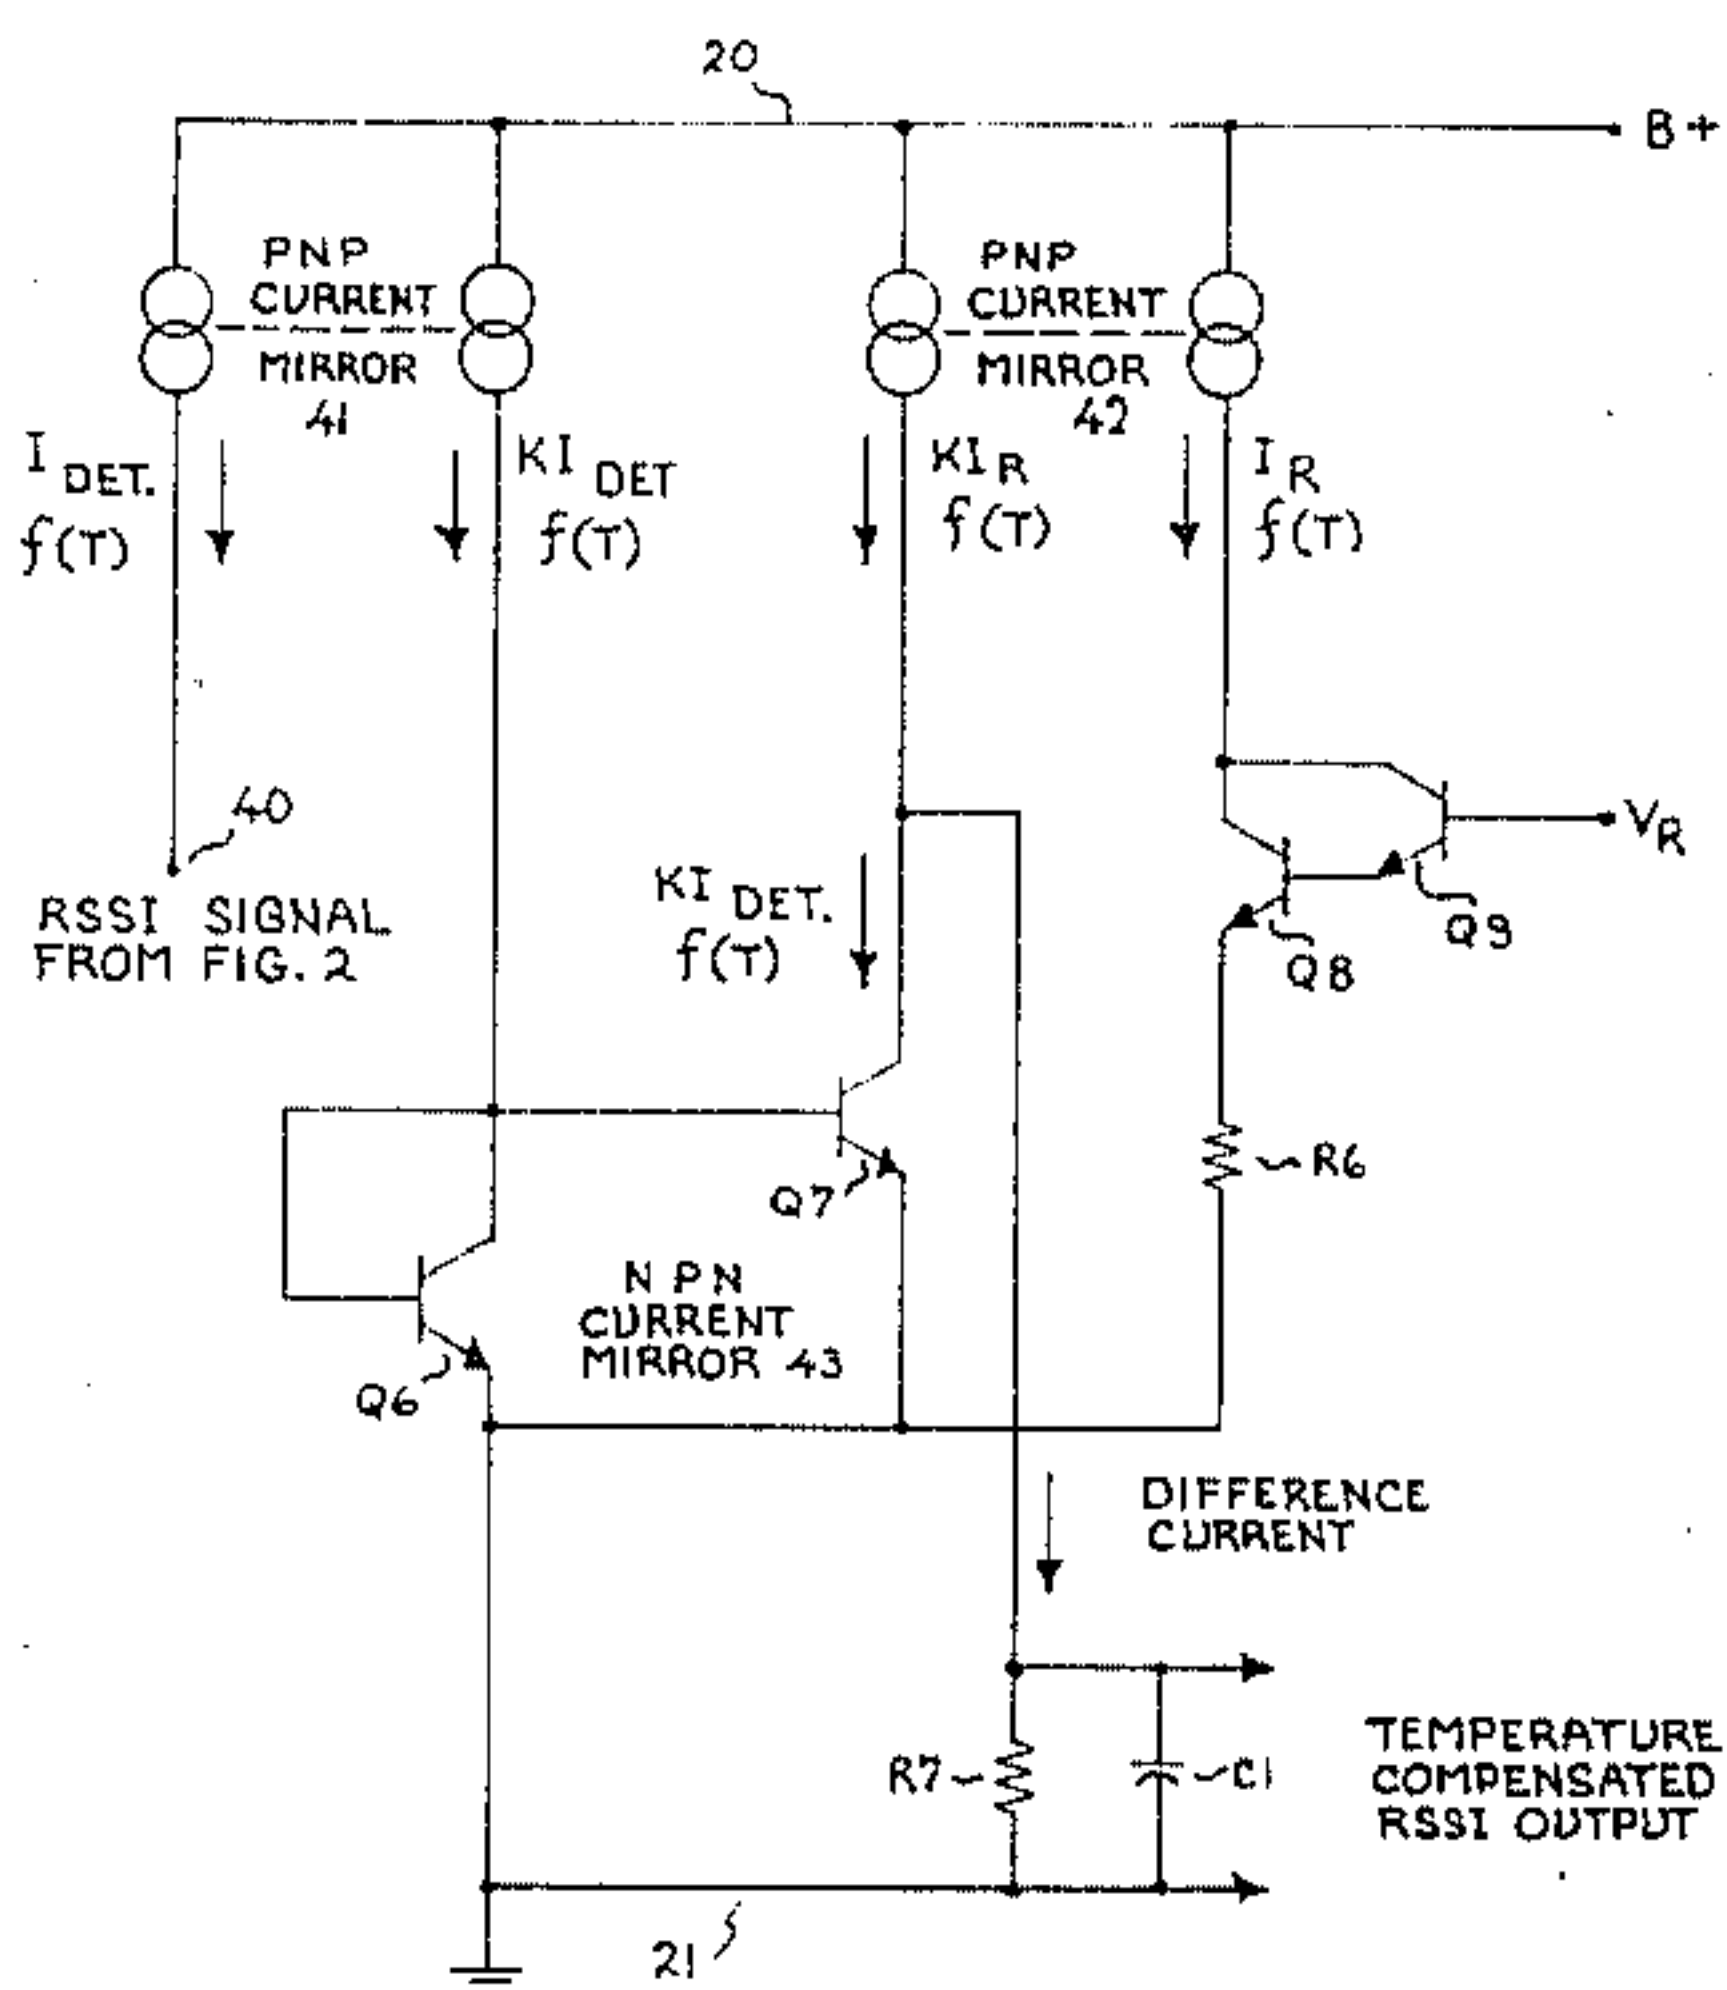 20
B+
PNP
CURRENT
MIRROR
41
PNP
CURRENT
MIRROR
42
I DET.
f(T)
KI DET
f(T)
KI R
f(T)
I R
f(T)
40
RSSI SIGNAL
FROM FIG. 2
VR
Q9
Q8
KI DET.
f(T)
R6
Q7
NPN
CURRENT
MIRROR 43
Q6
DIFFERENCE
CURRENT
R7
C1
TEMPERATURE
COMPENSATED
RSSI OUTPUT
21